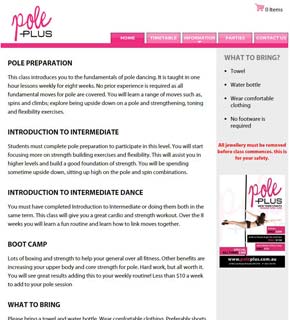 pole
-PLUS
0 Items
HOME
TIMETABLE
INFORMATION
PARTIES
CONTACT US
POLE PREPARATION
This class introduces you to the fundamentals of pole dancing. It is taught in one
hour lessons weekly for eight weeks. No prior experience is required as all
fundamental moves for pole are covered. You will learn a range of moves such as,
spins and climbs; explore being upside down on a pole and strengthening, toning
and flexibility exercises.
INTRODUCTION TO INTERMEDIATE
Students must complete pole preparation to participate in this level. You will start
focusing more on strength building exercises and flexibility. This will assist you in
higher levels and build a good foundation of strength. You will be spending
sometime upside down, sitting up high on the pole and spin combinations.
INTRODUCTION TO INTERMEDIATE DANCE
You must have completed Introduction to Intermediate or doing them both in the
same term. This class will give you a great cardio and strength workout. Over the 8
weeks you will learn a fun routine and learn how to link moves together.
BOOT CAMP
Lots of boxing and strength to help your general over all fitness. Other benefits are
increasing your upper body and core strength for pole. Hard work, but all worth it.
You will see great results adding this to your weekly routine! Less than $10 a week
to add to your pole session
WHAT TO BRING
Please bring a towel and water bottle. Wear comfortable clothing. Preferably shorts
WHAT TO BRING?
• Towel
• Water bottle
• Wear comfortable
clothing
• No footware is
required
All jewellery must be removed
before class commences. this is
for your safety.
pole
-PLUS
www.poleplus.com.au